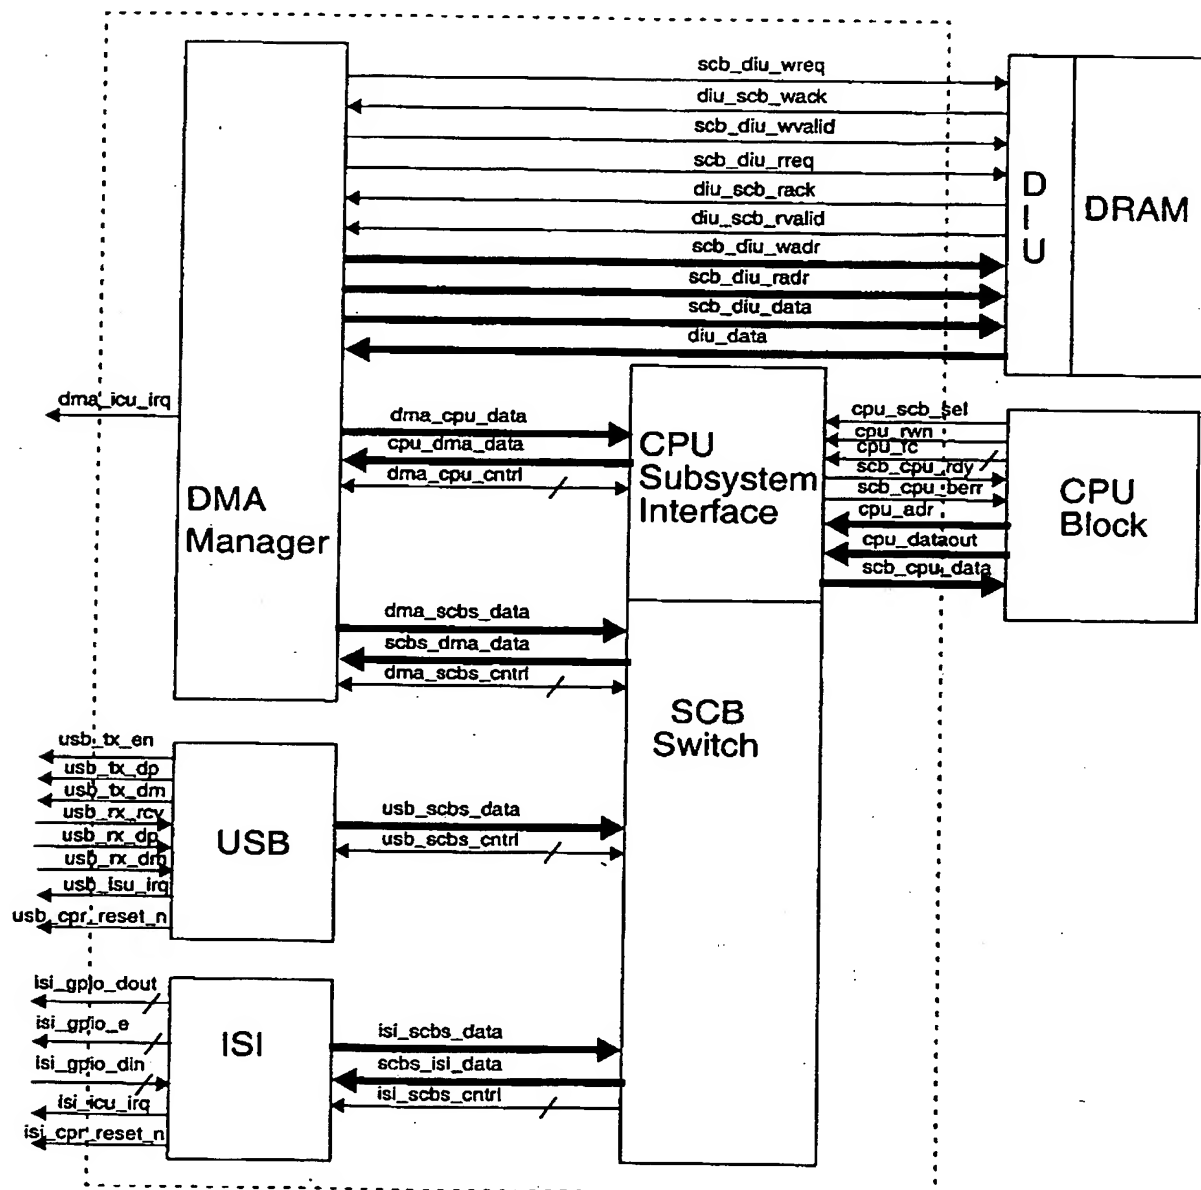 scb_diu_wreq
diu_scb_wack
scb_diu_wvalid
scb_diu_rreq
diu_scb_rack
diu_scb_rvalid
scb_diu_wadr
scb_diu_radr
scb_diu_data
diu_data
D
I
U
DRAM
dma_icu_irq
DMA
Manager
dma_cpu_data
cpu_dma_data
dma_cpu_cntrl
CPU
Subsystem
Interface
cpu_scb_sel
cpu_rwn
cpu_rc
scb_cpu_rdy
scb_cpu_berr
cpu_adr
cpu_dataout
scb_cpu_data
CPU
Block
dma_scbs_data
scbs_dma_data
dma_scbs_cntrl
SCB
Switch
usb_tx_en
usb_tx_dp
usb_tx_dm
usb_rx_rcv
usb_rx_dp
usb_rx_dm
usb_isu_irq
usb_cpr_reset_n
USB
usb_scbs_data
usb_scbs_cntrl
isi_gpio_dout
isi_gpio_e
isi_gpio_din
isi_icu_irq
isi_cpr_reset_n
ISI
isi_scbs_data
scbs_isi_data
isi_scbs_cntrl